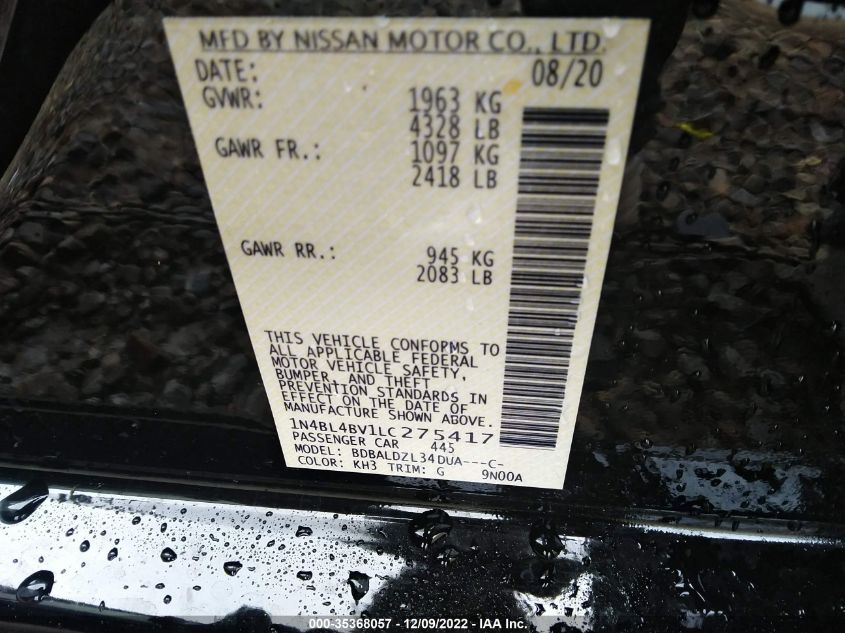 MFD BY NISSAN MOTOR CO., LTD.
DATE: 08/20
GVWR: 1963 KG
4328 LB
GAWR FR.: 1097 KG
2418 LB
GAWR RR.: 945 KG
2083 LB
THIS VEHICLE CONFORMS TO
ALL APPLICABLE FEDERAL
MOTOR VEHICLE SAFETY,
BUMPER, AND THEFT
PREVENTION STANDARDS IN
EFFECT ON THE DATE OF
MANUFACTURE SHOWN ABOVE.
1N4BL4BV1LC275417
PASSENGER CAR 445
MODEL: BDBALDZL34DUA---C-
COLOR: KH3 TRIM: G 9N00A
000-35368057 - 12/09/2022 - IAA Inc.